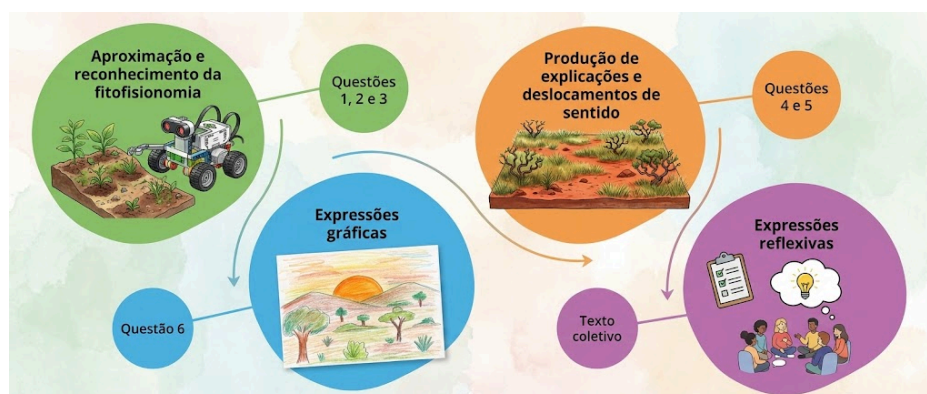 Aproximação e
reconhecimento da
fitofisionomia
Questões
1, 2 e 3
Expressões
gráficas
Questão 6
Produção de
explicações e
deslocamentos de
sentido
Questões
4 e 5
Expressões
reflexivas
Texto
coletivo